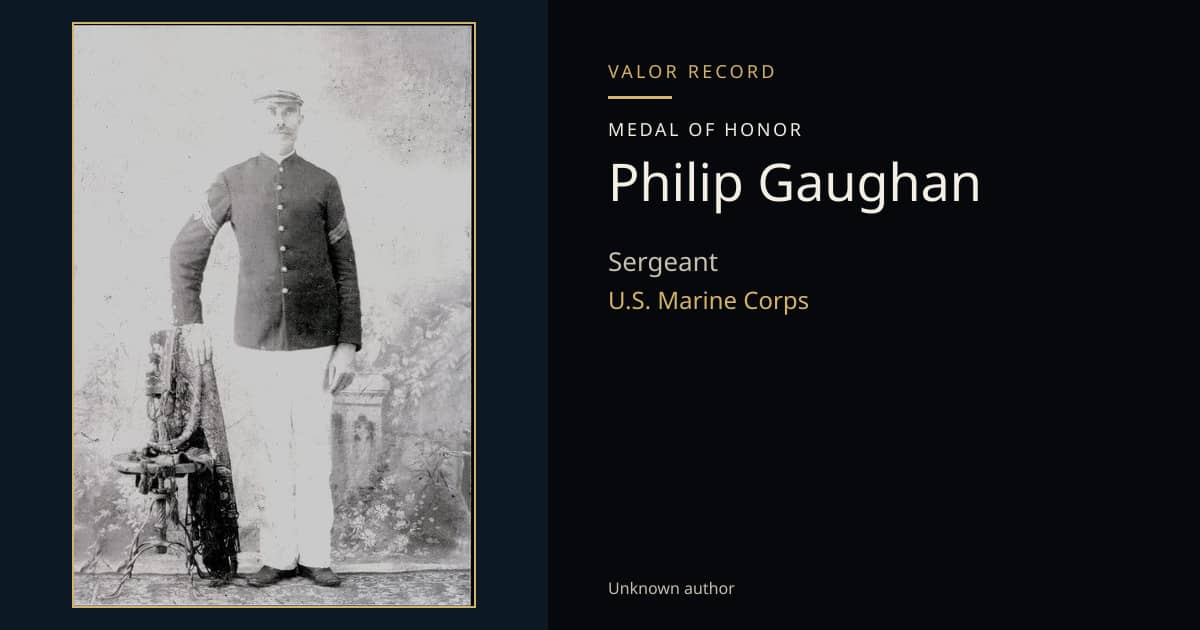 VALOR RECORD
MEDAL OF HONOR
Philip Gaughan
Sergeant
U.S. Marine Corps
Unknown author